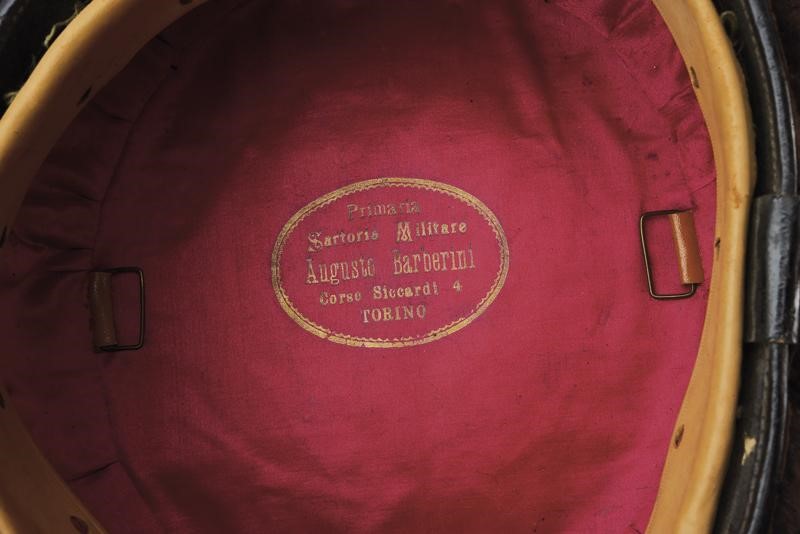 Primaria
Sartoria Militare
Augusto Barberini
Corso Siccardi 4
TORINO